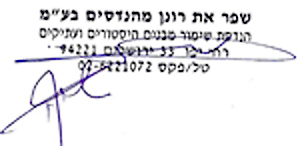 שפר את רונן מהנדסים בע"מ
הנדסת שימור מבנים היסטוריים ועתיקים
33 ירושלים 94221
טל/פקס 02-6221072